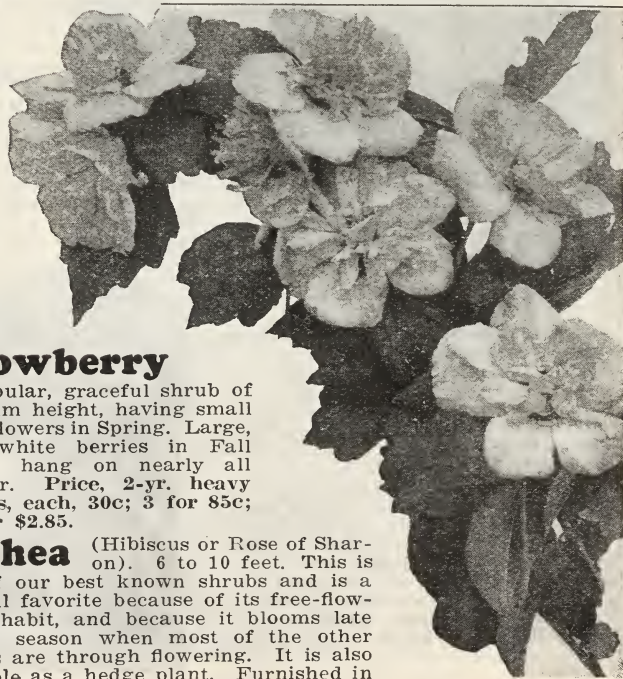 owberry
pular, graceful shrub of
m height, having small
lowers in Spring. Large,
white berries in Fall
hang on nearly all
r. Price, 2-yr. heavy
s, each, 30c; 3 for 85c;
$2.85.
hea (Hibiscus or Rose of Shar-
on). 6 to 10 feet. This is
f our best known shrubs and is a
l favorite because of its free-flow-
habit, and because it blooms late
season when most of the other
s are through flowering. It is also
le as a hedge plant. Furnished in